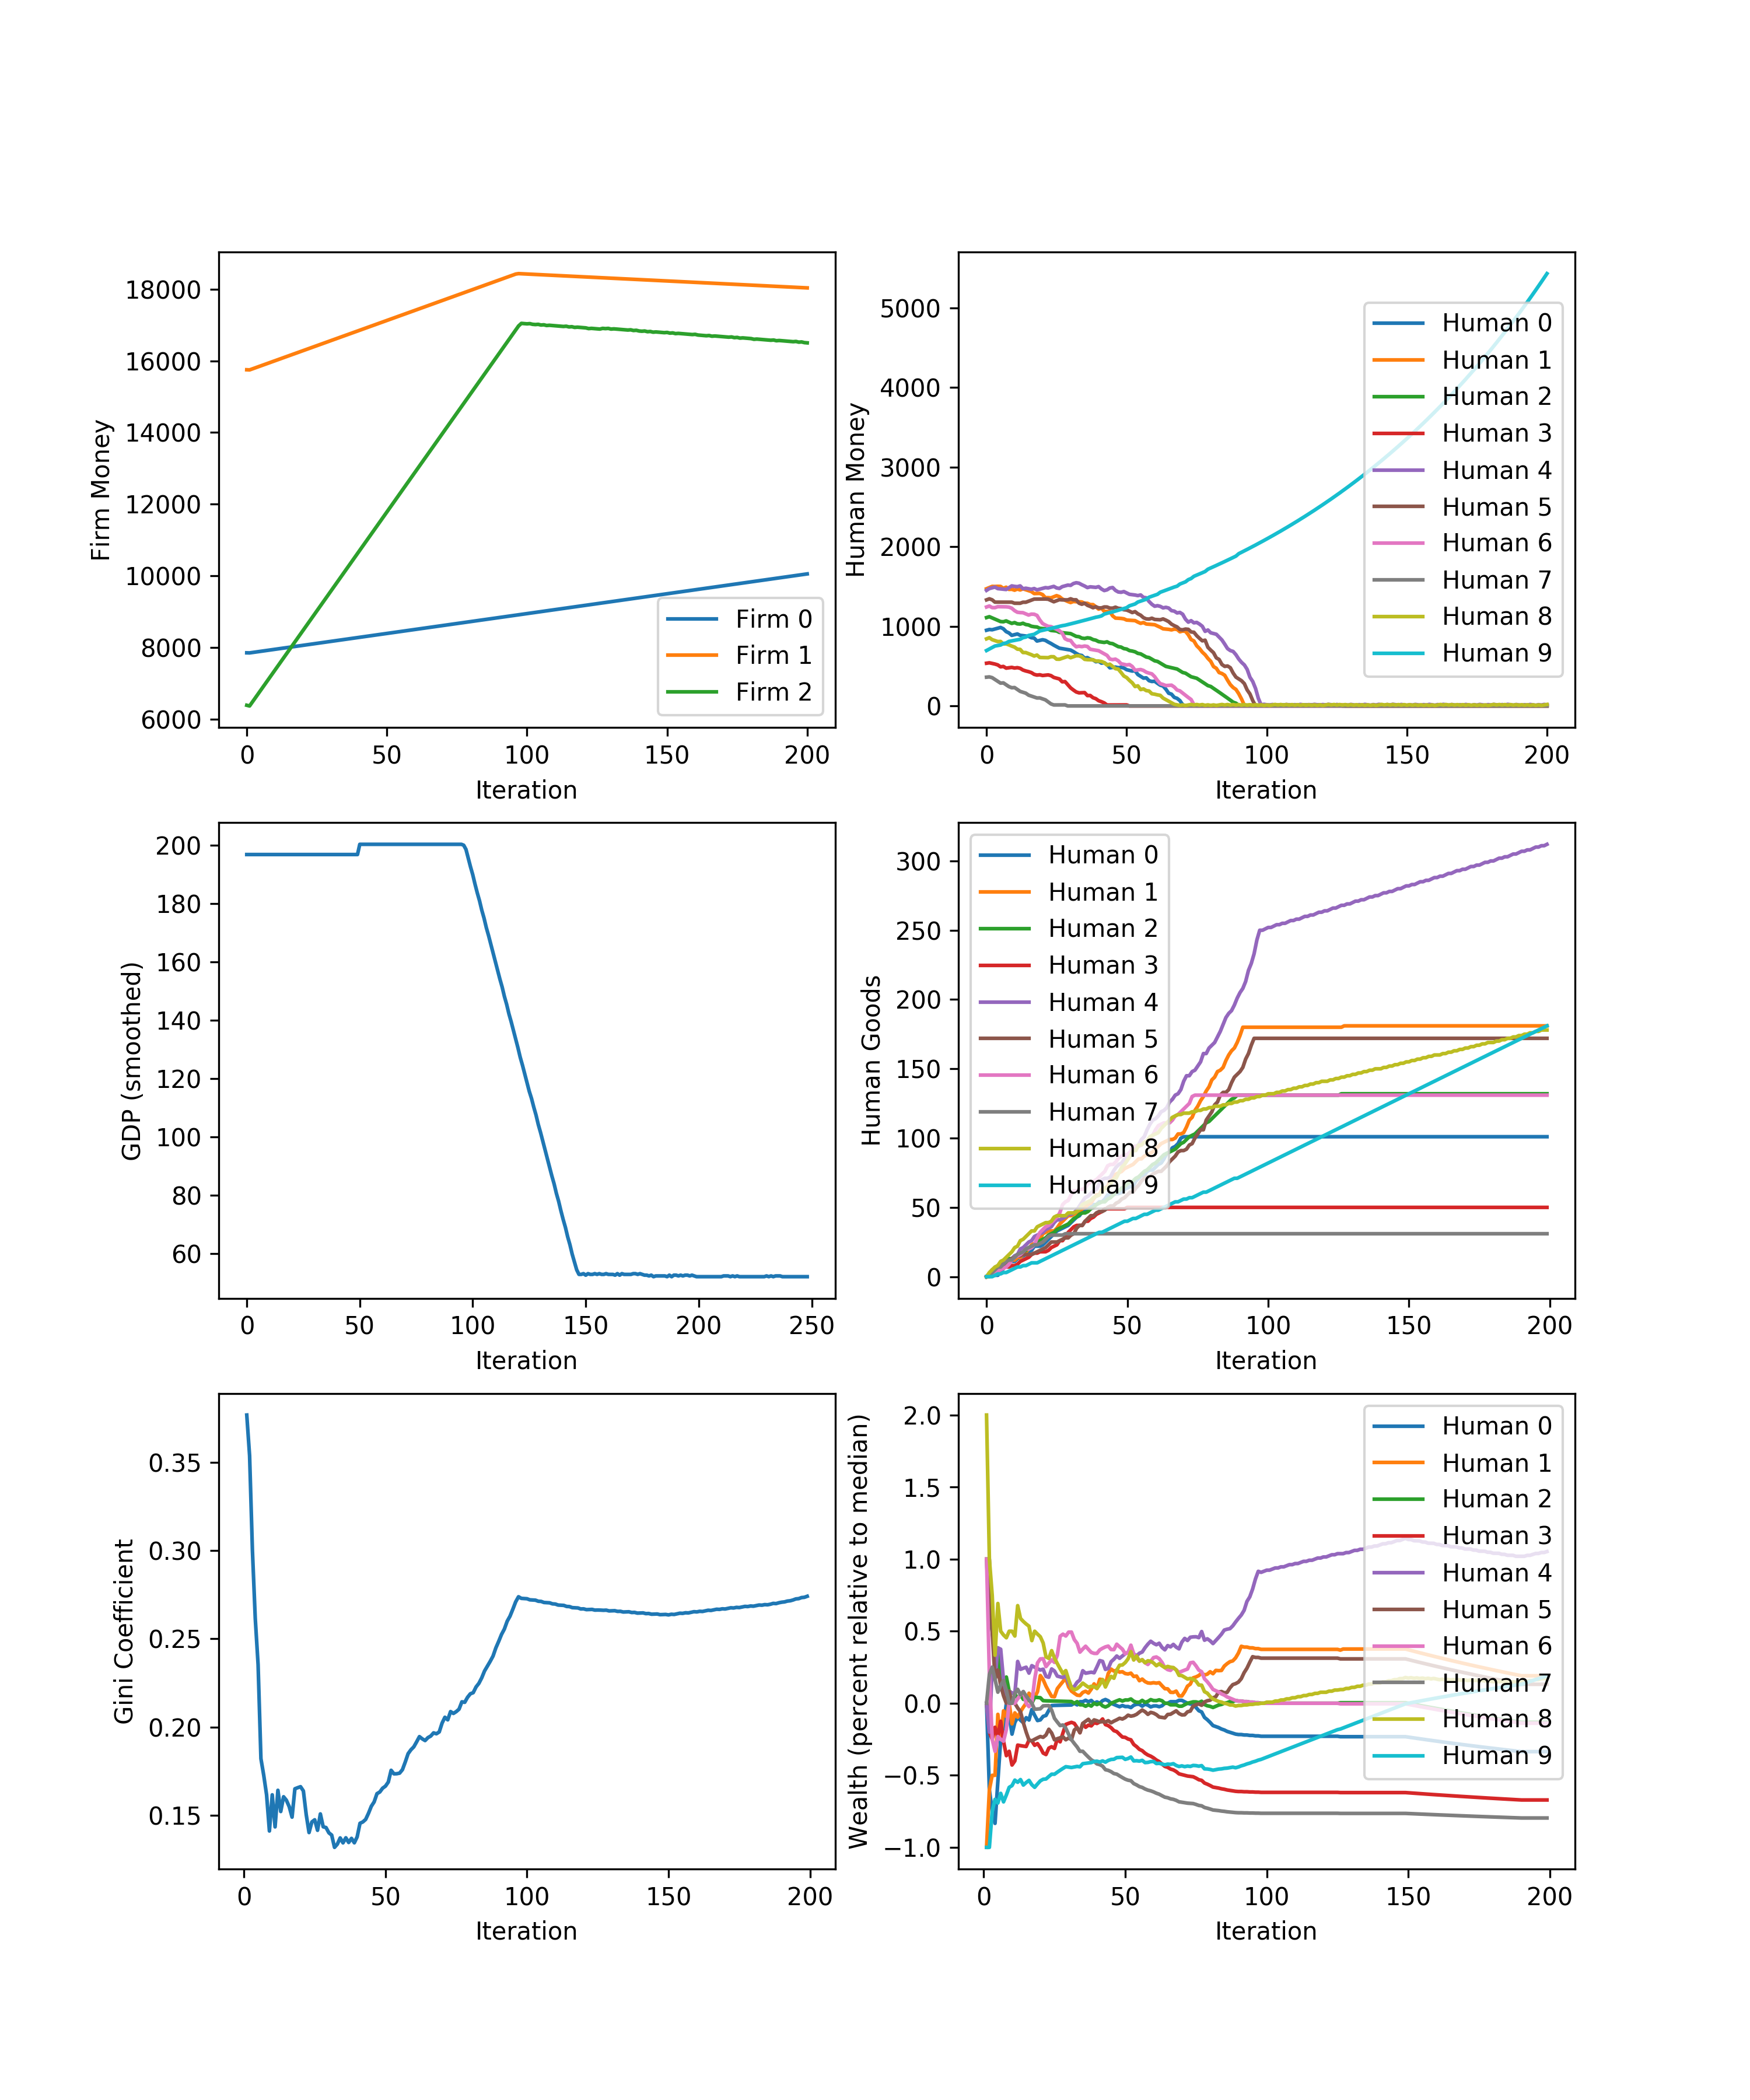 18000
16000
14000
12000
10000
8000
6000
Firm Money
0 50 100 150 200
Iteration
Firm 0
Firm 1
Firm 2
5000
4000
3000
2000
1000
0
Human Money
0 50 100 150 200
Iteration
Human 0
Human 1
Human 2
Human 3
Human 4
Human 5
Human 6
Human 7
Human 8
Human 9
200
180
160
140
120
100
80
60
GDP (smoothed)
0 50 100 150 200 250
Iteration
300
250
200
150
100
50
0
Human Goods
0 50 100 150 200
Iteration
Human 0
Human 1
Human 2
Human 3
Human 4
Human 5
Human 6
Human 7
Human 8
Human 9
0.35
0.30
0.25
0.20
0.15
Gini Coefficient
0 50 100 150 200
Iteration
2.0
1.5
1.0
0.5
0.0
−0.5
−1.0
Wealth (percent relative to median)
0 50 100 150 200
Iteration
Human 0
Human 1
Human 2
Human 3
Human 4
Human 5
Human 6
Human 7
Human 8
Human 9